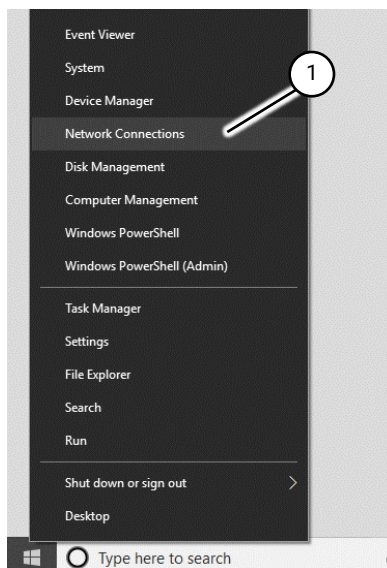 Event Viewer
System
1
Device Manager
Network Connections
Disk Management
Computer Management
Windows PowerShell
Windows PowerShell (Admin)
Task Manager
Settings
File Explorer
Search
Run
Shut down or sign out
Desktop
Type here to search